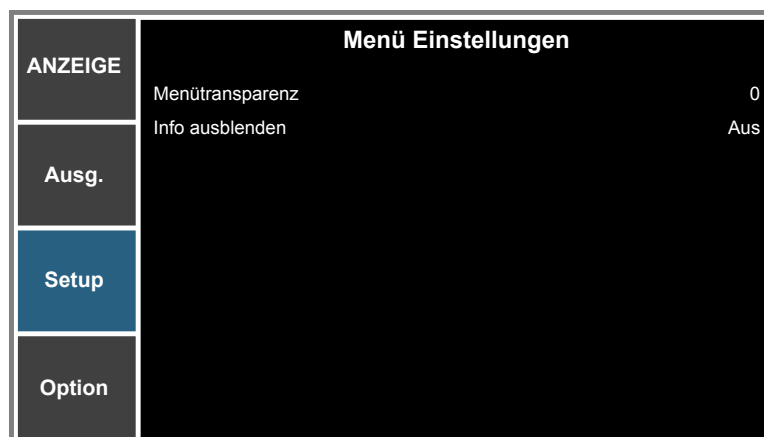 Menü Einstellungen
ANZEIGE
Menütransparenz 0
Info ausblenden Aus
Ausg.
Setup
Option